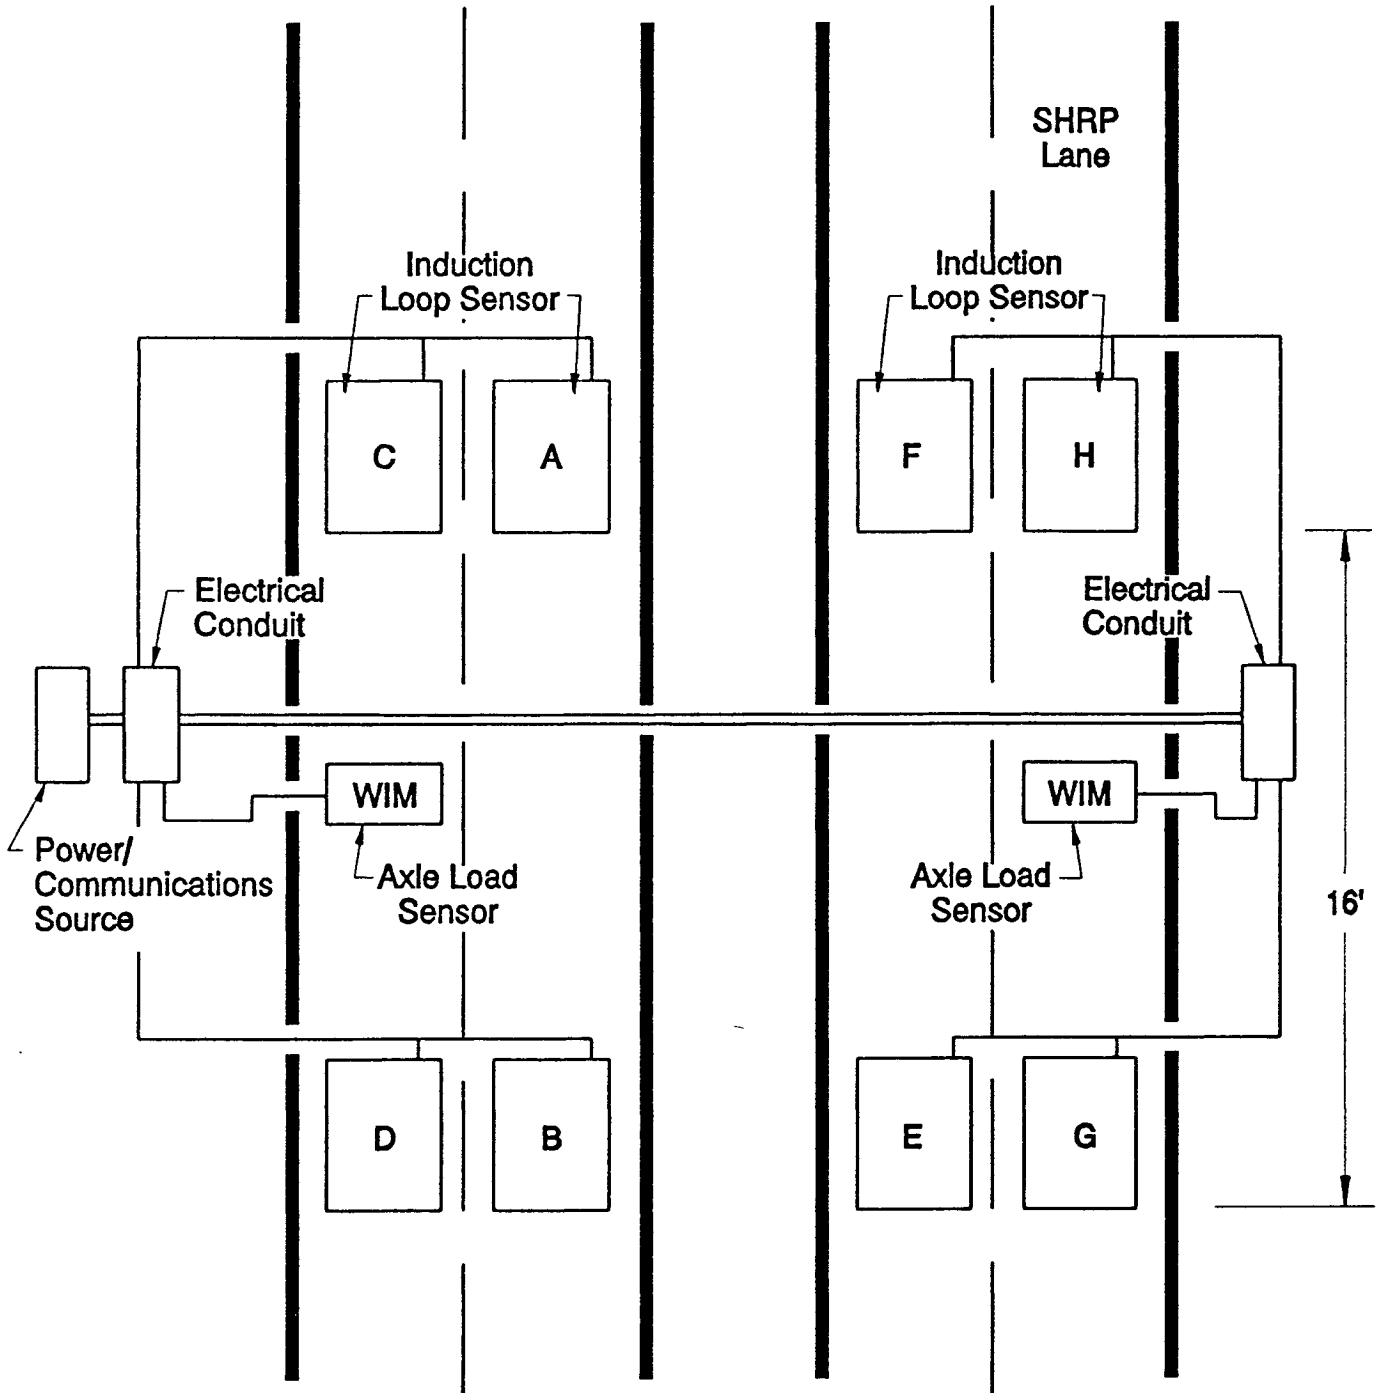 SHRP
Lane
Induction
Loop Sensor
Induction
Loop Sensor
C
A
F
H
Electrical
Conduit
Electrical
Conduit
WIM
WIM
Power/
Communications
Source
Axle Load
Sensor
Axle Load
Sensor
16'
D
B
E
G